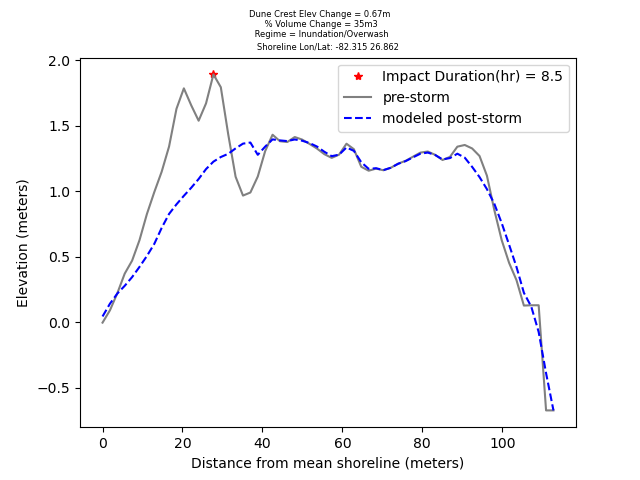 Dune Crest Elev Change = 0.67m
% Volume Change = 35m3
Regime = Inundation/Overwash
Shoreline Lon/Lat: -82.315 26.862
Impact Duration(hr) = 8.5
pre-storm
modeled post-storm
Elevation (meters)
2.0
1.5
1.0
0.5
0.0
−0.5
0 20 40 60 80 100
Distance from mean shoreline (meters)